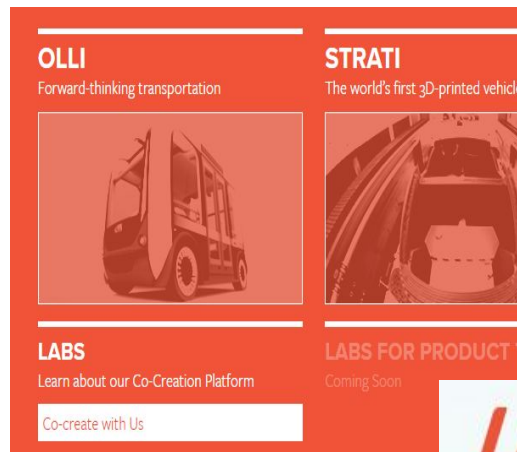 OLLI
Forward-thinking transportation
STRATI
The world's first 3D-printed vehicle
LABS
Learn about our Co-Creation Platform
Co-create with Us
LABS FOR PRODUCT
Coming Soon